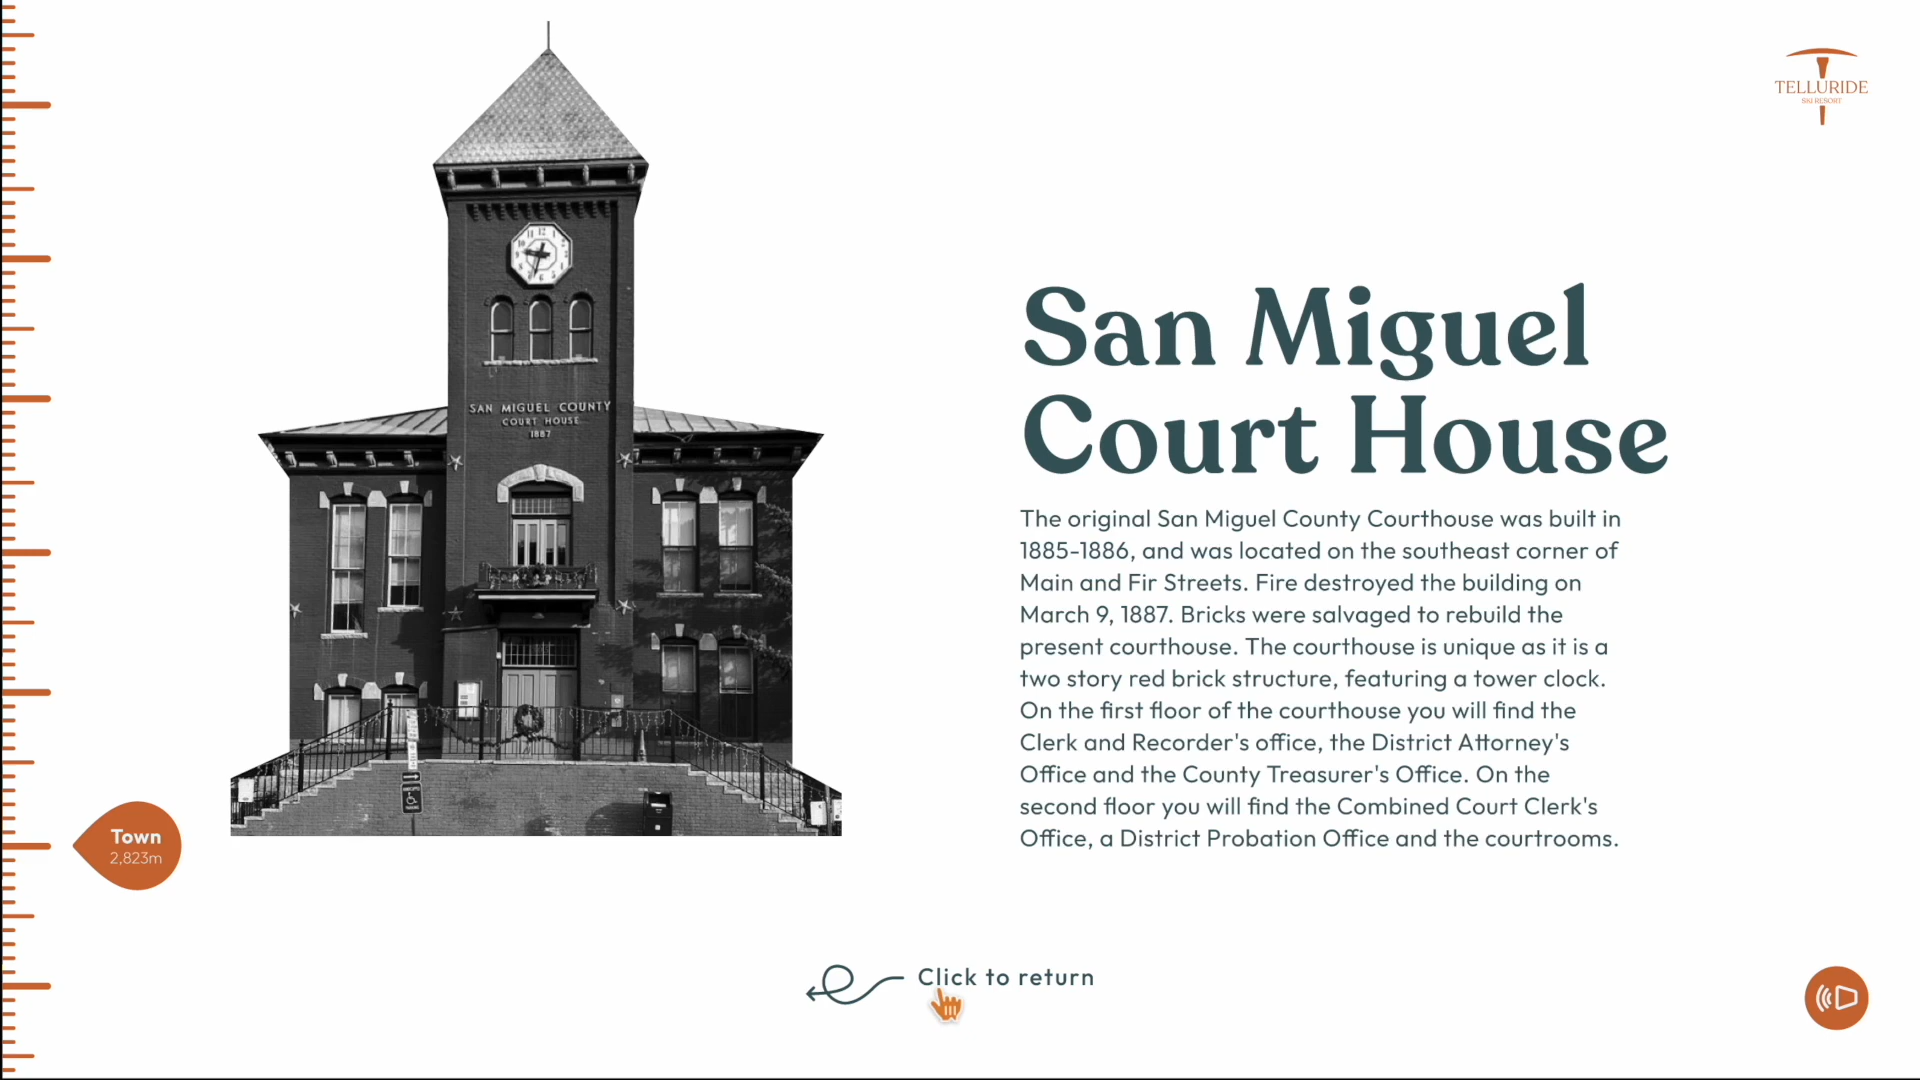 TELLURIDE
SKI RESORT
SAN MIGUEL COUNTY
COURT HOUSE
1887
San Miguel
Court House
The original San Miguel County Courthouse was built in
1885-1886, and was located on the southeast corner of
Main and Fir Streets. Fire destroyed the building on
March 9, 1887. Bricks were salvaged to rebuild the
present courthouse. The courthouse is unique as it is a
two story red brick structure, featuring a tower clock.
On the first floor of the courthouse you will find the
Clerk and Recorder's office, the District Attorney's
Office and the County Treasurer's Office. On the
second floor you will find the Combined Court Clerk's
Office, a District Probation Office and the courtrooms.
Town
2,823m
Click to return